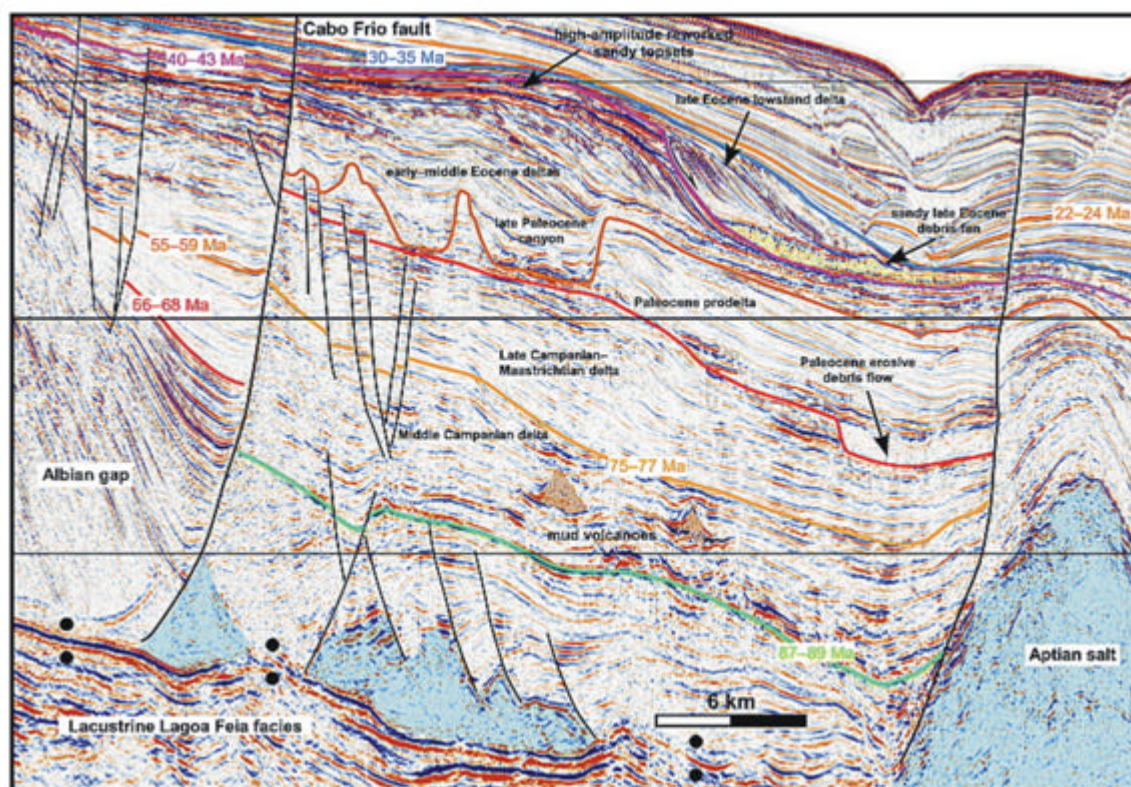 Cabo Frio fault
high-amplitude reworked
sandy topsets
40–43 Ma
30–35 Ma
late Eocene lowstand delta
early–middle Eocene deltas
late Paleocene
canyon
sandy late Eocene
debris fan
22–24 Ma
55–59 Ma
66–68 Ma
Paleocene prodelta
Late Campanian–
Maastrichtian delta
Paleocene erosive
debris flow
Middle Campanian delta
Albian gap
75–77 Ma
mud volcanoes
87–89 Ma
Aptian salt
6 km
Lacustrine Lagoa Feia facies